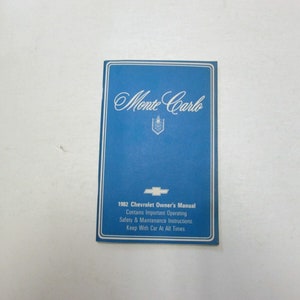 Monte Carlo
1982 Chevrolet Owner's Manual
Contains Important Operating
Safety & Maintenance Instructions
Keep With Car At All Times